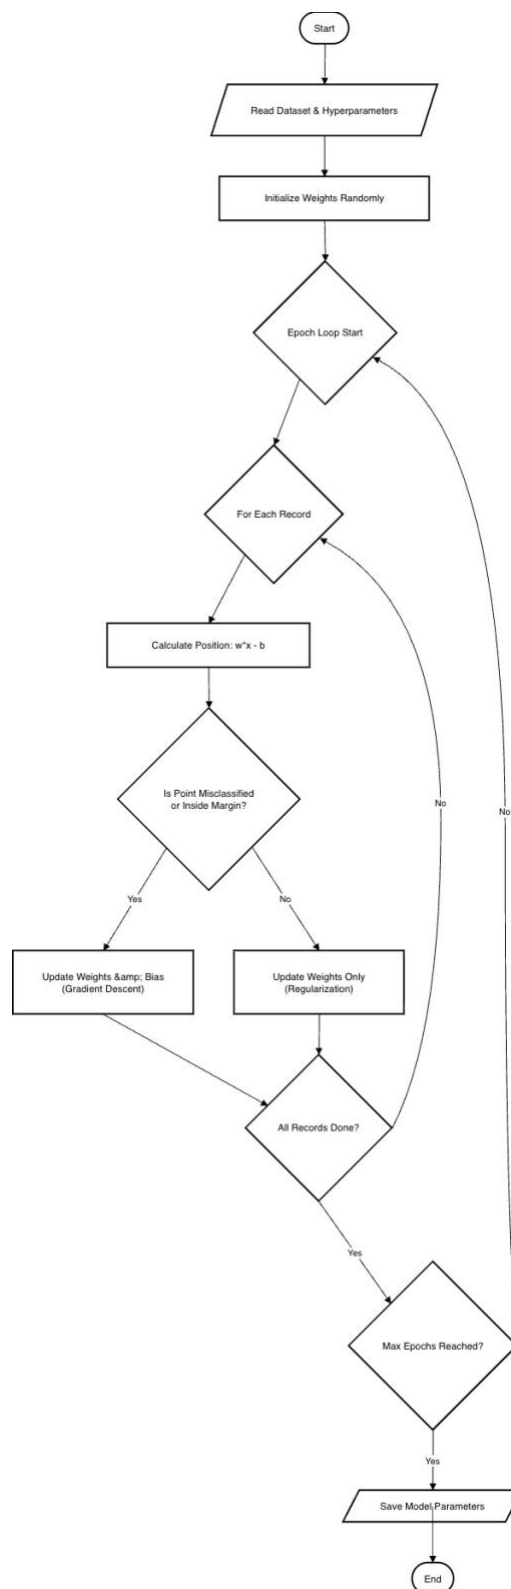 Start
Read Dataset & Hyperparameters
Initialize Weights Randomly
Epoch Loop Start
For Each Record
Calculate Position: w*x - b
Is Point Misclassified
or Inside Margin?
No
No
Yes
No
Update Weights &amp; Bias
(Gradient Descent)
Update Weights Only
(Regularization)
All Records Done?
Yes
Max Epochs Reached?
Yes
Save Model Parameters
End